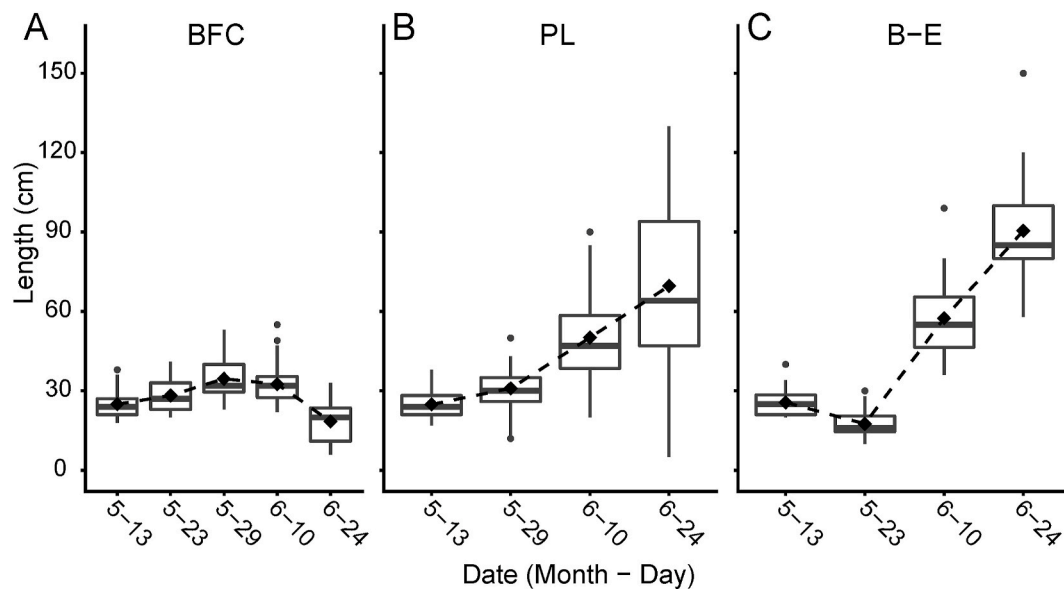 A BFC
B PL
C B−E
Length (cm)
150
120
90
60
30
0
5−13 5−23 5−29 6−10 6−24
5−13 5−29 6−10 6−24
5−13 5−23 6−10 6−24
Date (Month − Day)